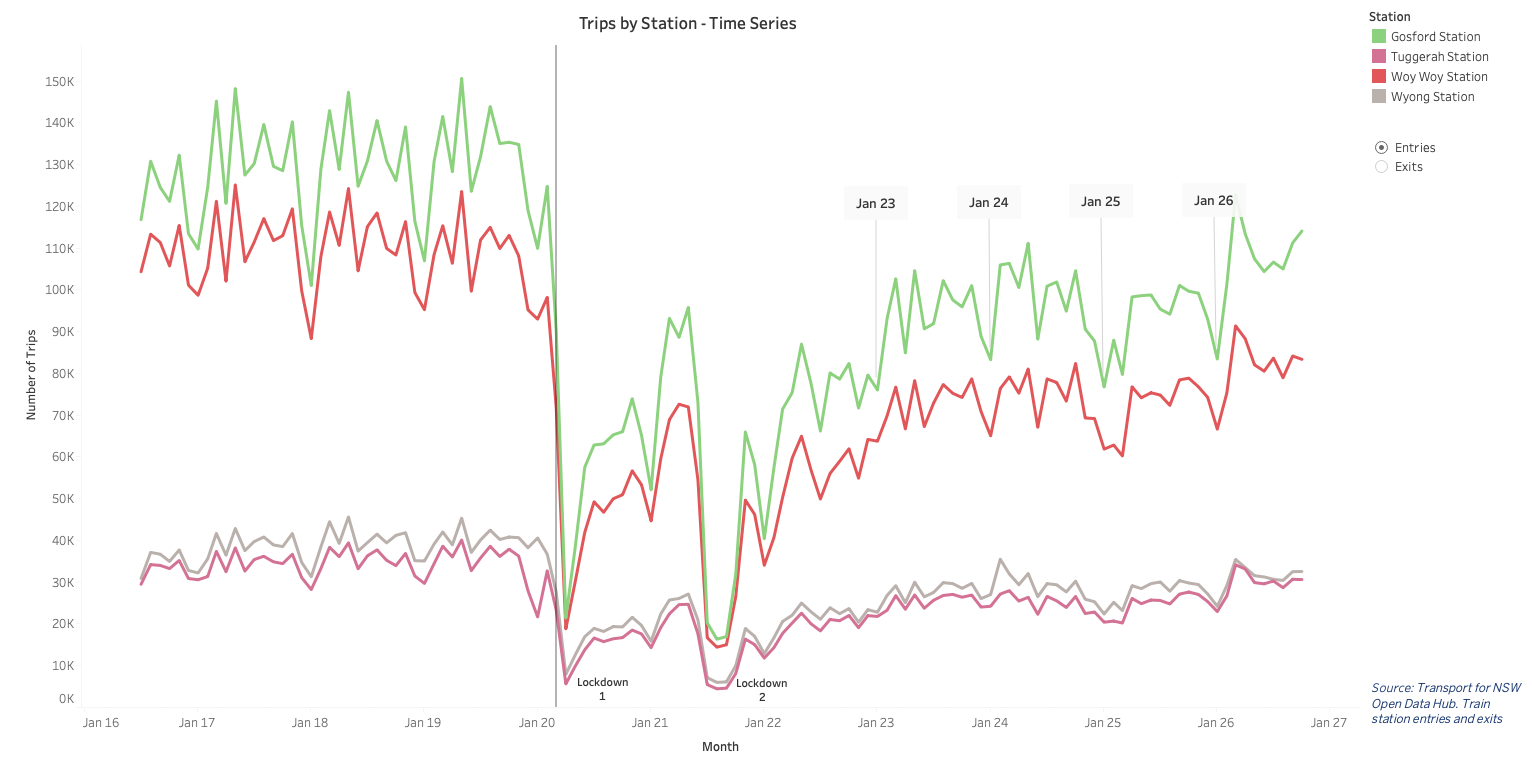 Trips by Station - Time Series
Station
Gosford Station
Tuggerah Station
Woy Woy Station
Wyong Station
Entries
Exits
150K
140K
130K
120K
110K
100K
90K
80K
70K
60K
50K
40K
30K
20K
10K
0K
Number of Trips
Jan 23
Jan 24
Jan 25
Jan 26
Lockdown
1
Lockdown
2
Jan 16
Jan 17
Jan 18
Jan 19
Jan 20
Jan 21
Jan 22
Jan 23
Jan 24
Jan 25
Jan 26
Jan 27
Month
Source: Transport for NSW
Open Data Hub. Train
station entries and exits